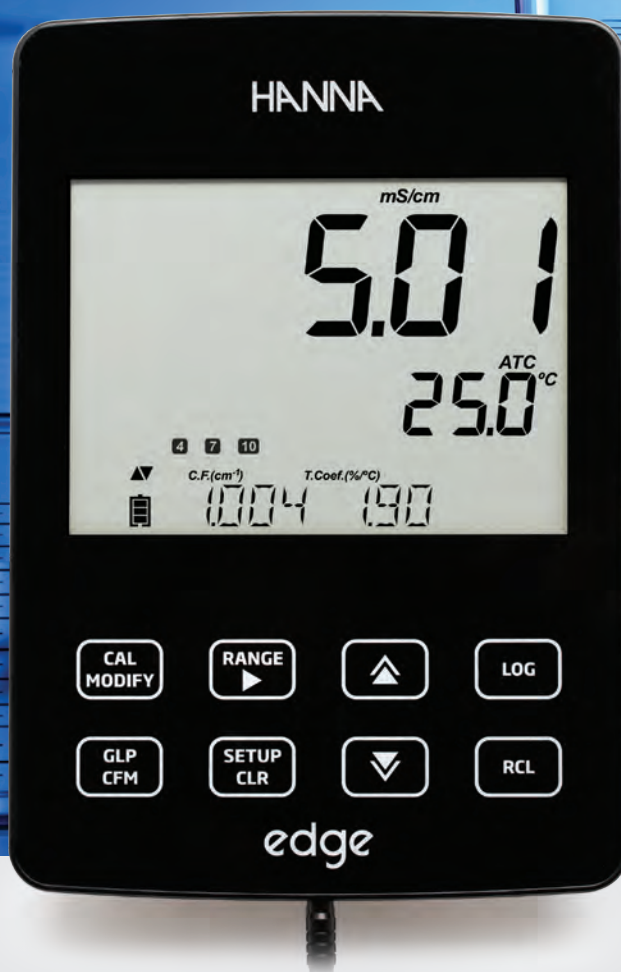 HANNA
mS/cm
5.01
ATC
25.0 °C
4 7 10
C.F.(cm⁻¹) T.Coef.(%/°C)
1.004 1.90
CAL MODIFY
RANGE
LOG
GLP CFM
SETUP CLR
RCL
edge